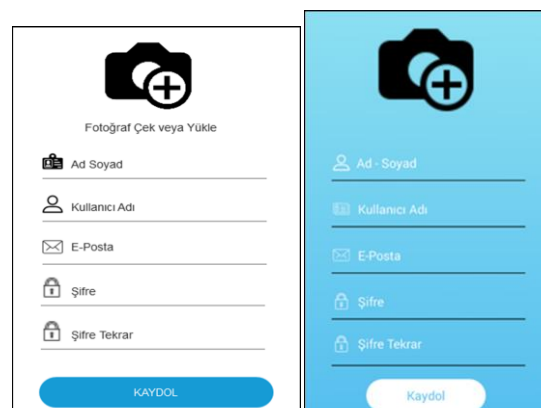 Fotoğraf Çek veya Yükle
Ad Soyad
Kullanıcı Adı
E-Posta
Şifre
Şifre Tekrar
KAYDOL
Ad - Soyad
Kullanıcı Adı
E-Posta
Şifre
Şifre Tekrar
Kaydol